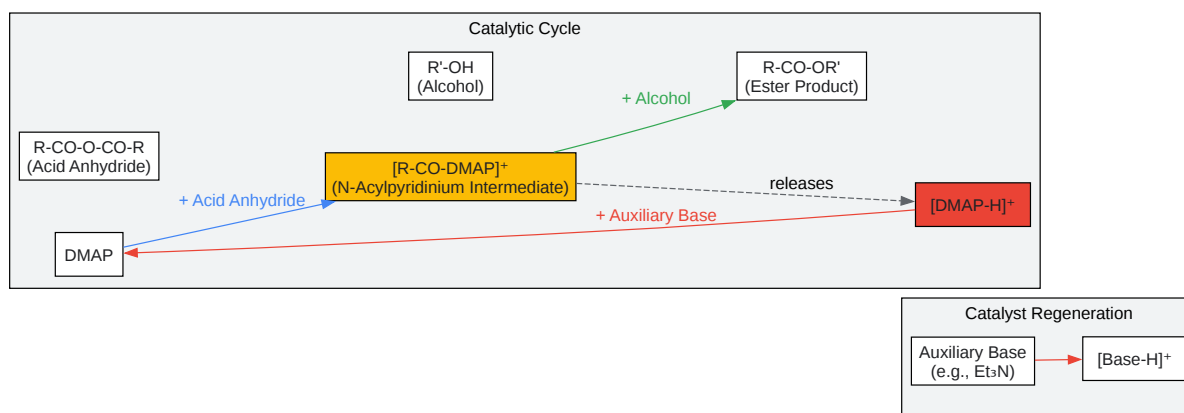 Catalytic Cycle
R'-OH
(Alcohol)
R-CO-OR'
(Ester Product)
+ Alcohol
R-CO-O-CO-R
(Acid Anhydride)
[R-CO-DMAP]⁺
(N-Acylpyridinium Intermediate)
releases
+ Acid Anhydride
[DMAP-H]⁺
+ Auxiliary Base
DMAP
Catalyst Regeneration
Auxiliary Base
(e.g., Et₃N)
[Base-H]⁺